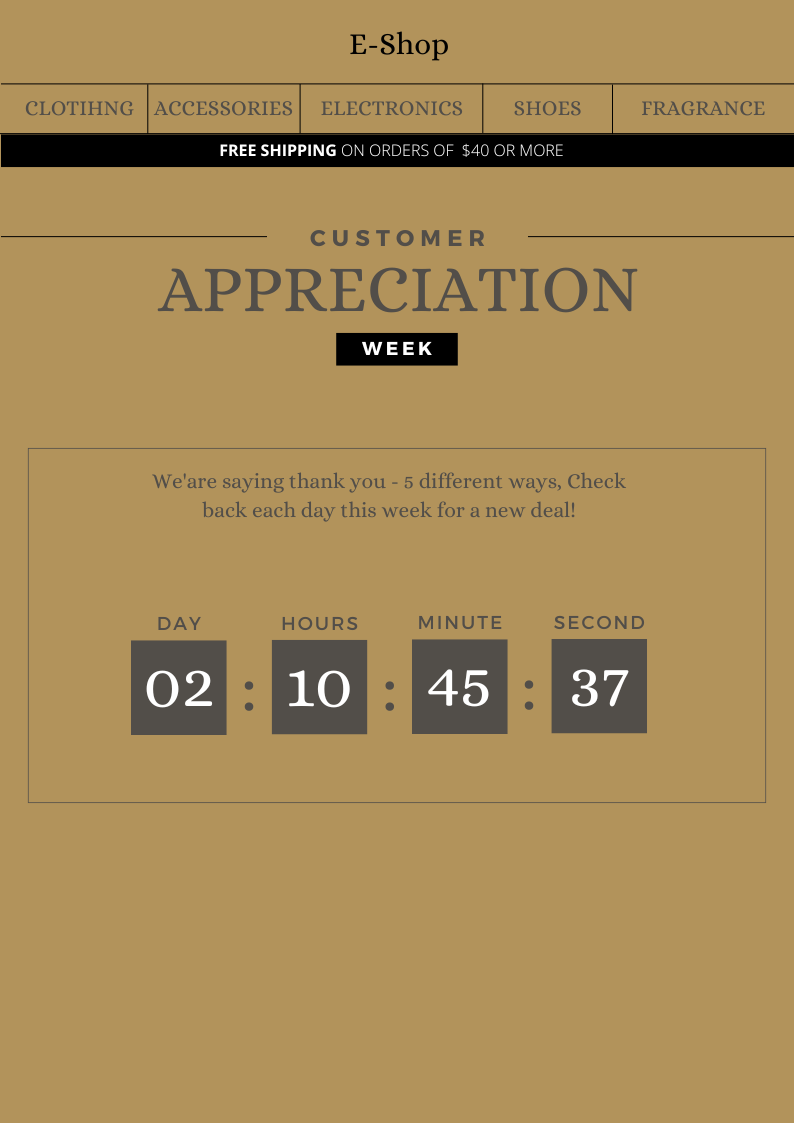 E-Shop
CLOTIHNG ACCESSORIES ELECTRONICS SHOES FRAGRANCE
FREE SHIPPING ON ORDERS OF $40 OR MORE
CUSTOMER
APPRECIATION
WEEK
We'are saying thank you - 5 different ways, Check
back each day this week for a new deal!
DAY HOURS MINUTE SECOND
02 : 10 : 45 : 37